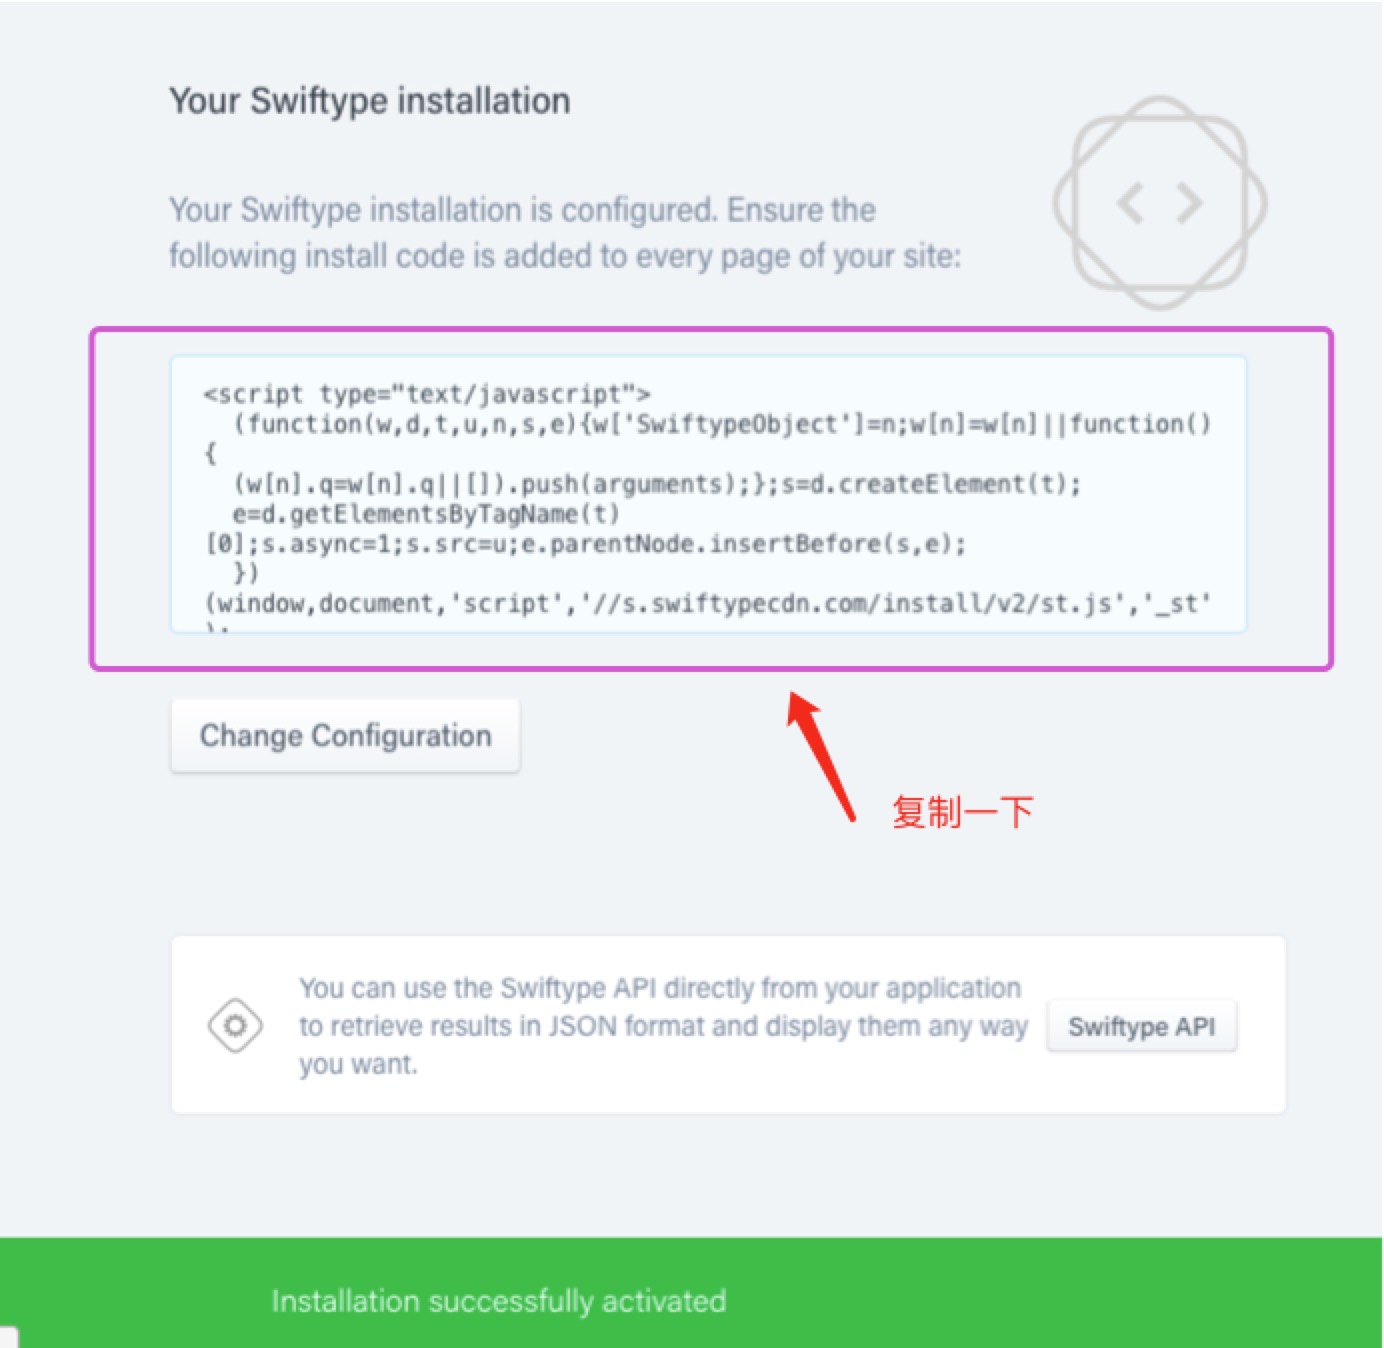 Your Swiftype installation
Your Swiftype installation is configured. Ensure the
following install code is added to every page of your site:
<script type="text/javascript">
(function(w,d,t,u,n,s,e){w['SwiftypeObject']=n;w[n]=w[n]||function()
{
(w[n].q=w[n].q||[]).push(arguments);};s=d.createElement(t);
e=d.getElementsByTagName(t)
[0];s.async=1;s.src=u;e.parentNode.insertBefore(s,e);
})
(window,document,'script','//s.swiftypecdn.com/install/v2/st.js','_st'
);
Change Configuration
复制一下
You can use the Swiftype API directly from your application
to retrieve results in JSON format and display them any way
you want.
Swiftype API
Installation successfully activated